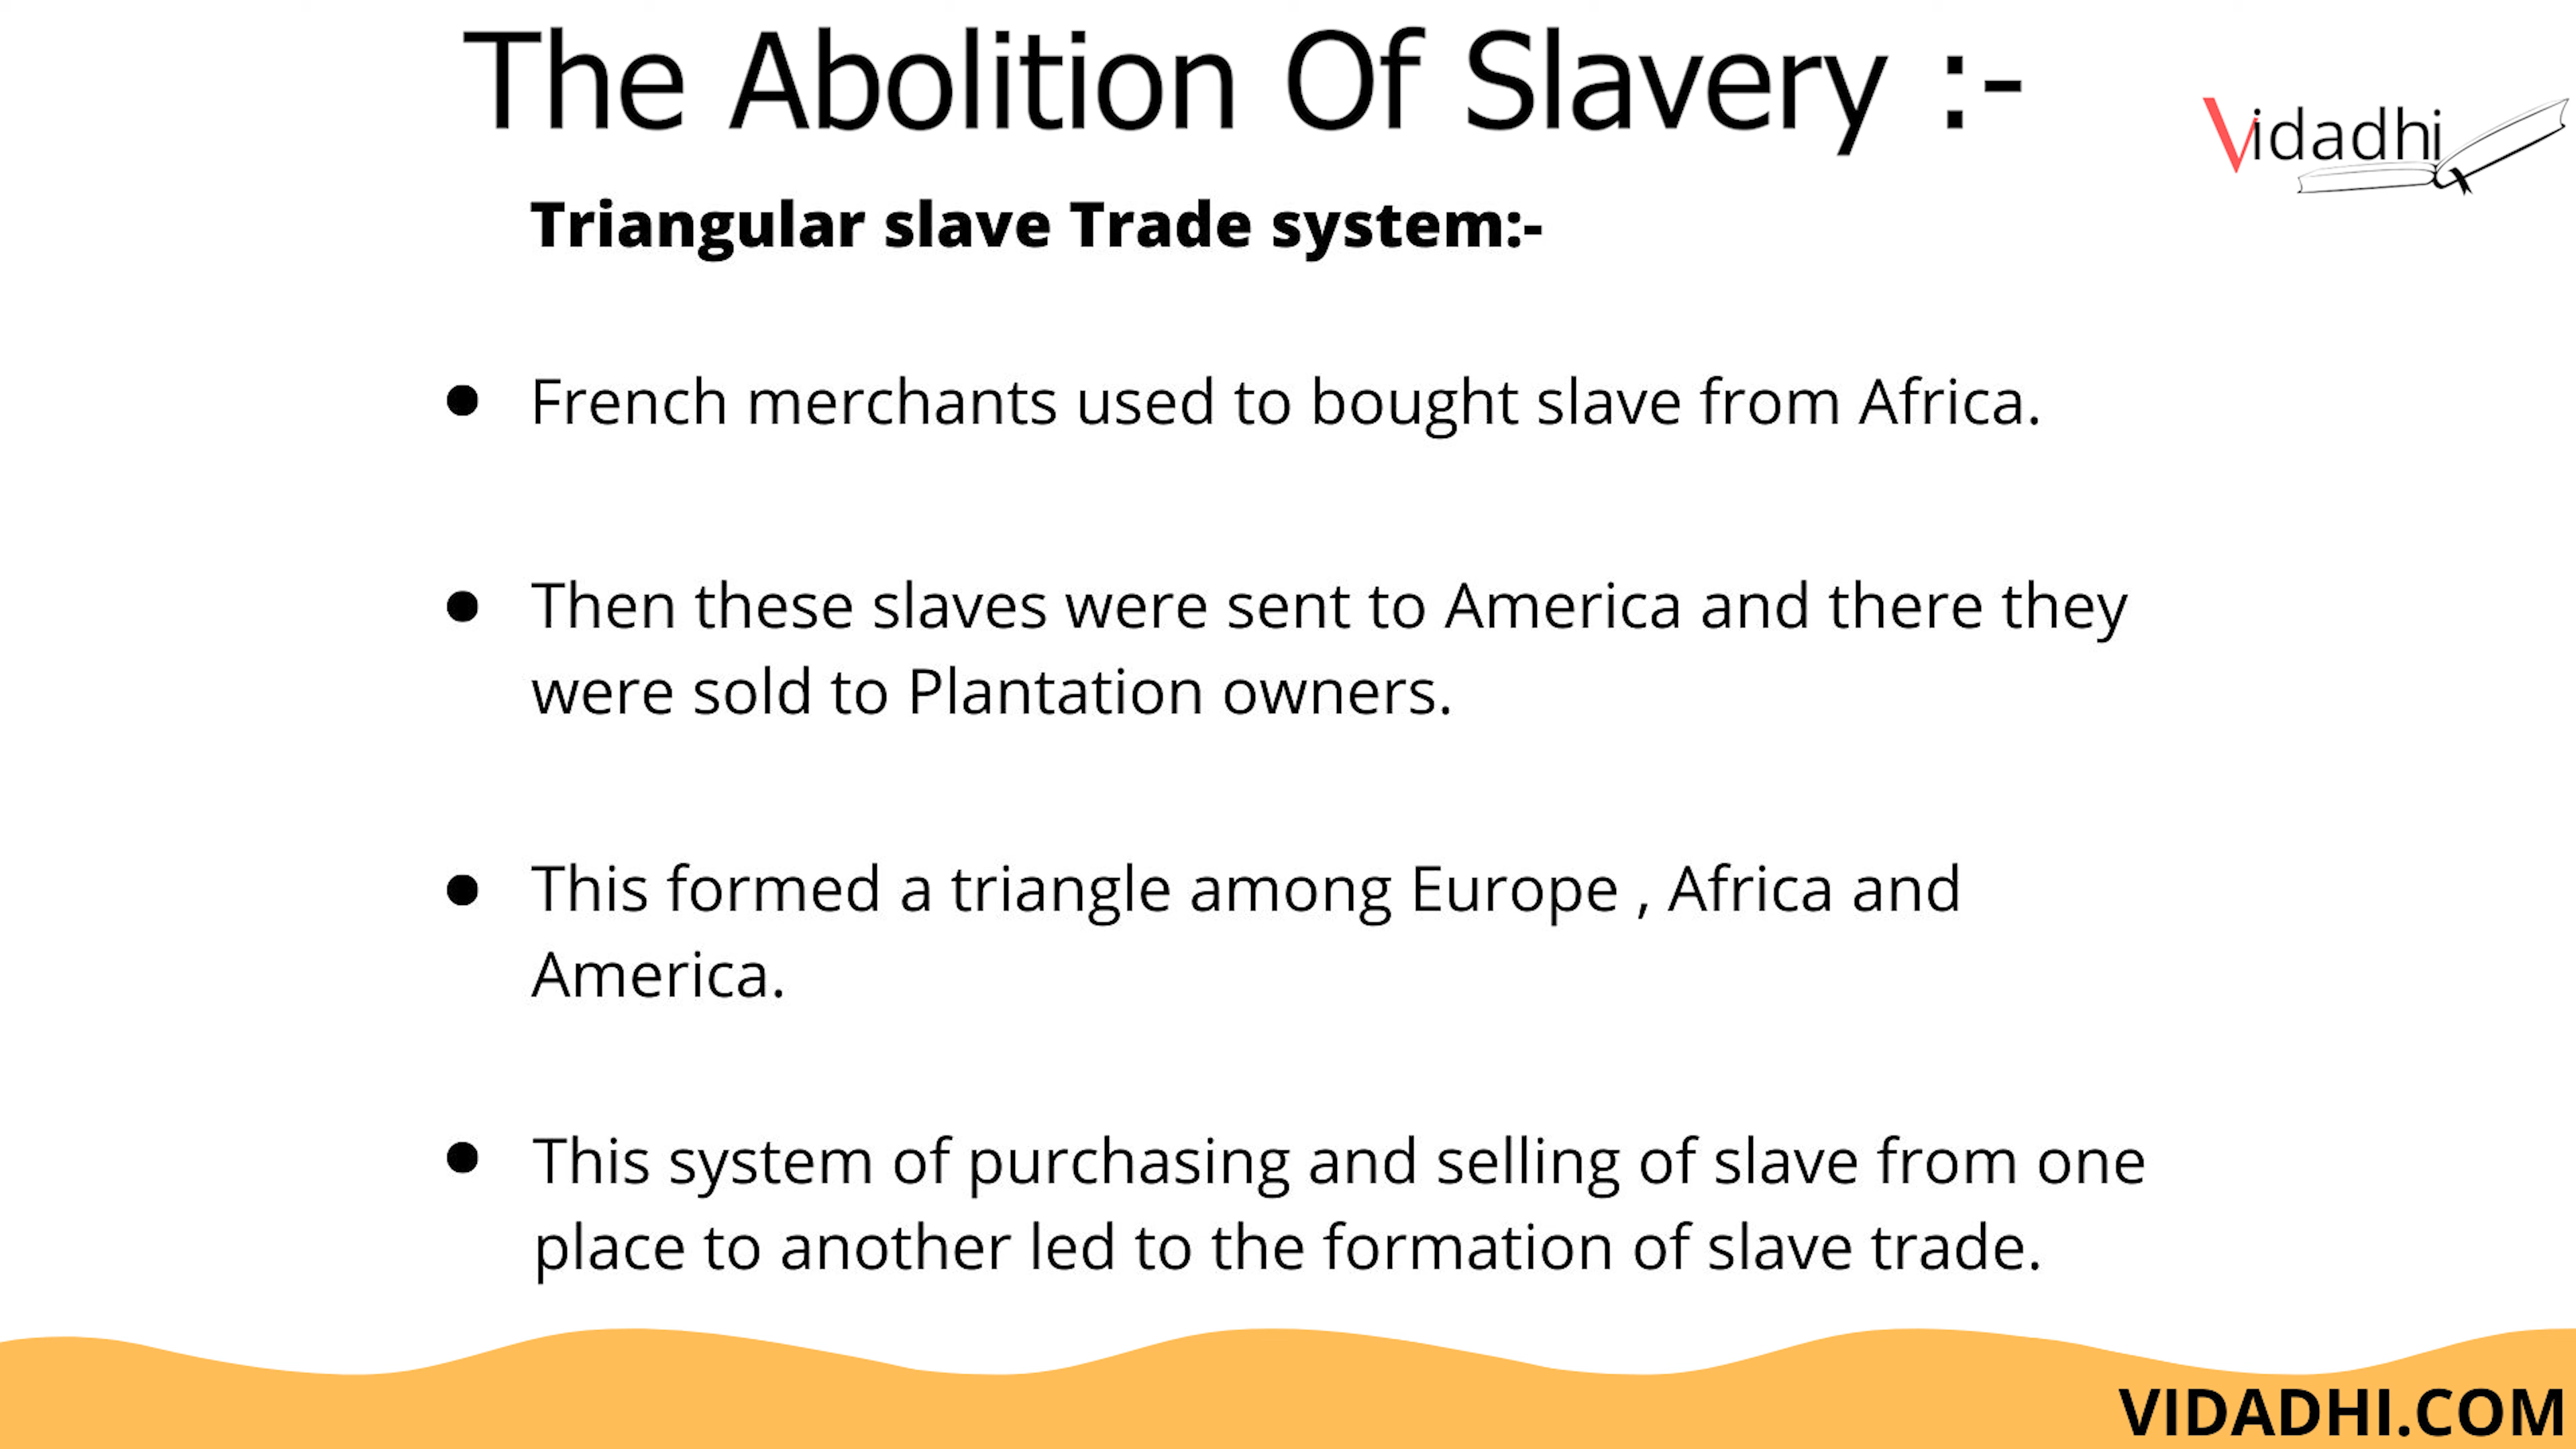 The Abolition Of Slavery :-
Vidadhi
Triangular slave Trade system:-
● French merchants used to bought slave from Africa.
● Then these slaves were sent to America and there they
were sold to Plantation owners.
● This formed a triangle among Europe , Africa and
America.
● This system of purchasing and selling of slave from one
place to another led to the formation of slave trade.
VIDADHI.COM